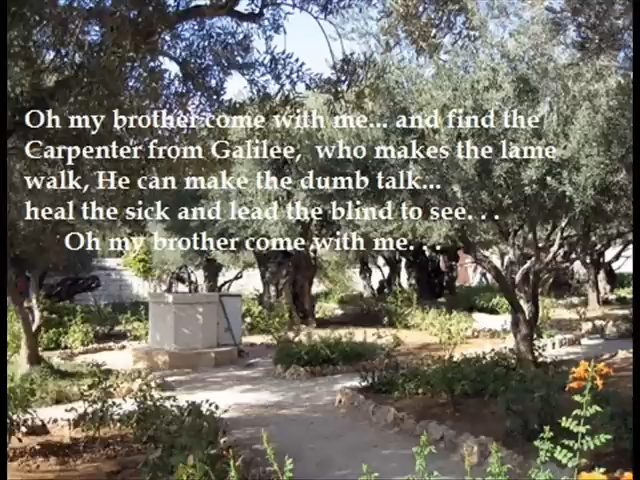 Oh my brother come with me... and find the
Carpenter from Galilee, who makes the lame
walk, He can make the dumb talk...
heal the sick and lead the blind to see. . .
Oh my brother come with me. . .